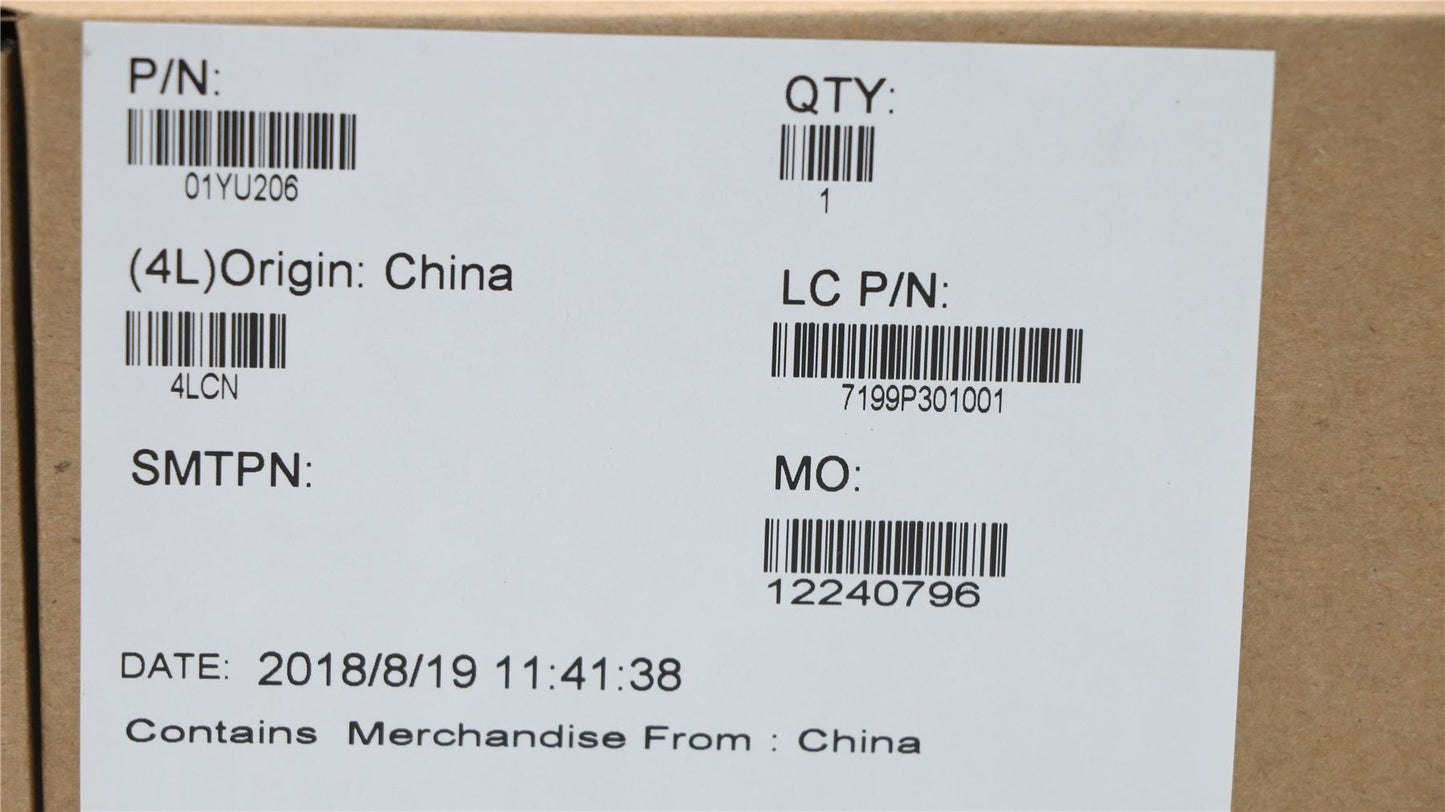 P/N:
01YU206
QTY:
1
(4L)Origin: China
4LCN
LC P/N:
7199P301001
SMTPN:
MO:
12240796
DATE: 2018/8/19 11:41:38
Contains Merchandise From : China